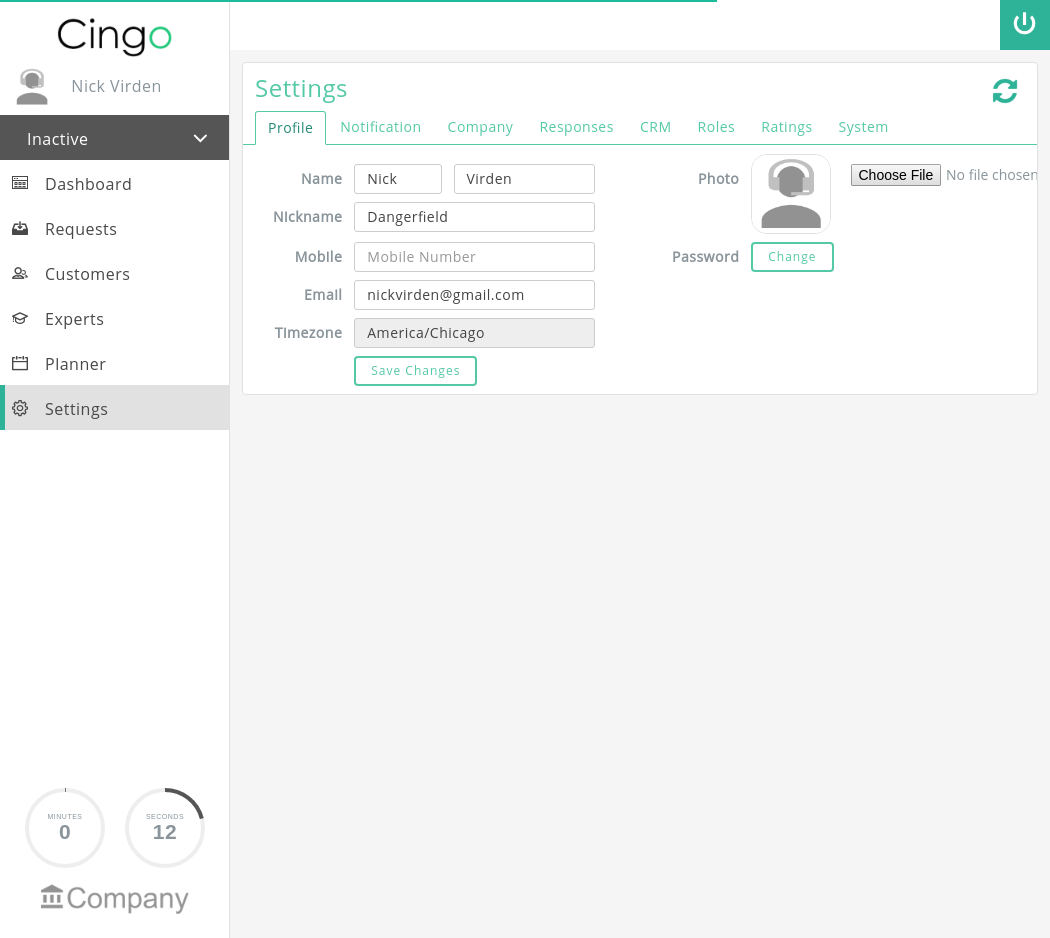 Cingo
Nick Virden
Inactive
Dashboard
Requests
Customers
Experts
Planner
Settings
MINUTES
0
SECONDS
12
Company
Settings
Profile Notification Company Responses CRM Roles Ratings System
Name Nick Virden
Nickname Dangerfield
Mobile Mobile Number
Email nickvirden@gmail.com
Timezone America/Chicago
Save Changes
Photo Choose File No file chosen
Password Change